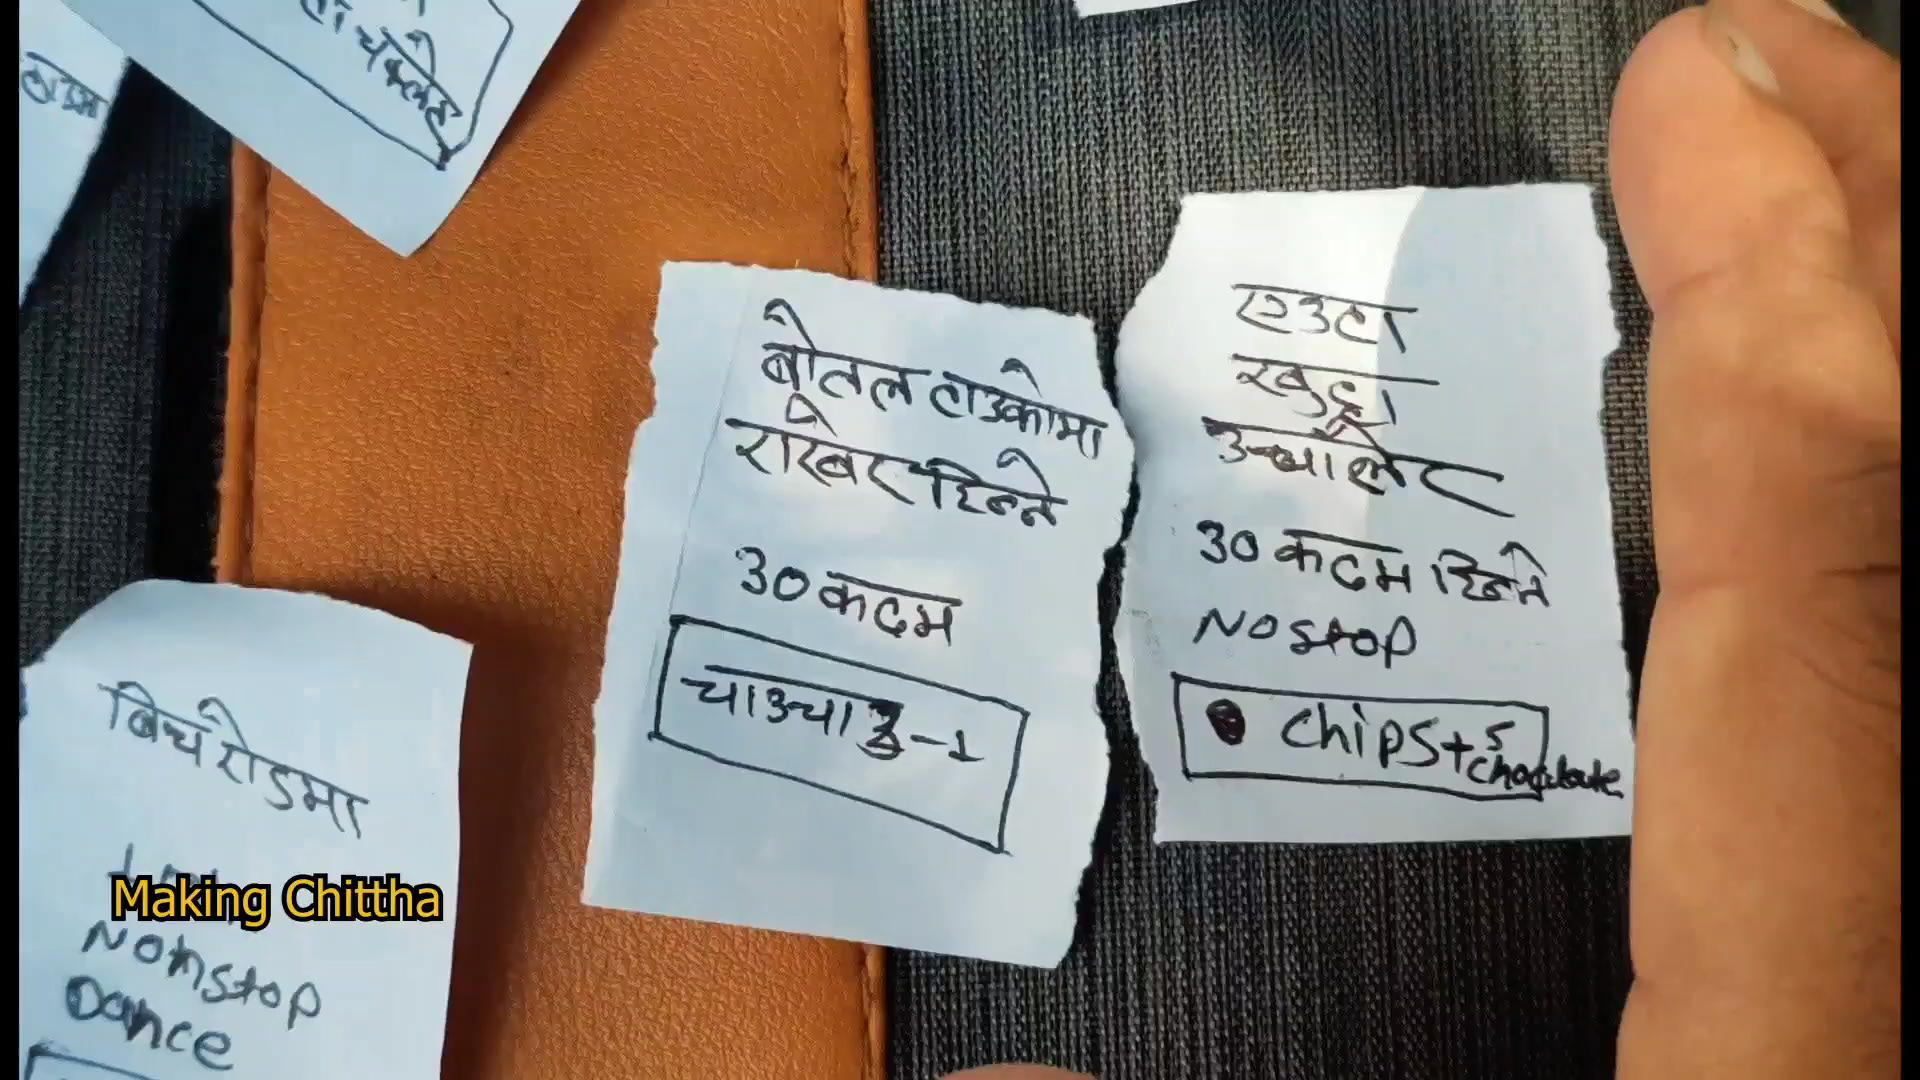 चक्लेट
बोतल टाउकोमा
राखेर हिन्ने
30 कदम
चाउचाउ-1
एउटा
खुट्टा
उचालेर
30 कदम हिन्ने
No stop
Chips + 5
chocolate
बिच रोडमा
Nonstop
Dance
Making Chittha